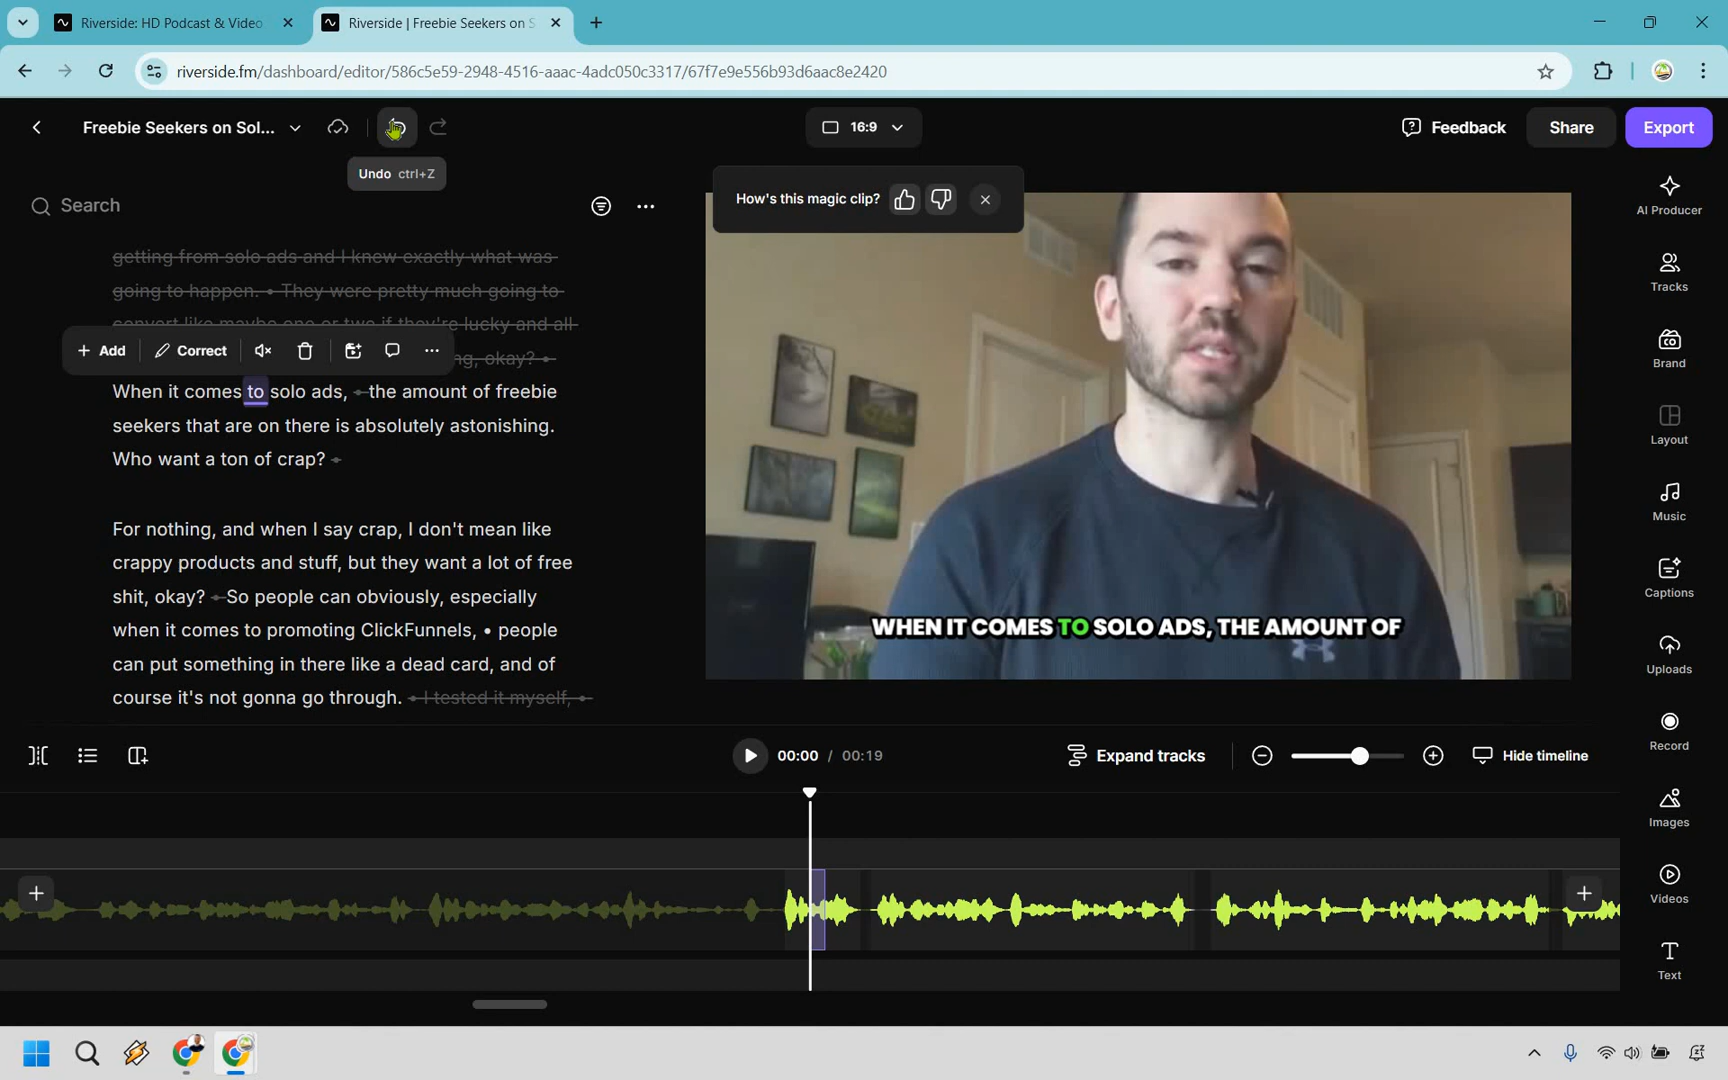 Riverside: HD Podcast & Video
Riverside | Freebie Seekers on S
riverside.fm/dashboard/editor/586c5e59-2948-4516-aaac-4adc050c3317/67f7e9e556b93d6aac8e2420
Freebie Seekers on Sol...
16:9
Feedback
Share
Export
Undo ctrl+Z
How's this magic clip?
Search
getting from solo ads and I knew exactly what was
going to happen. • They were pretty much going to
convert like maybe one or two if they're lucky and all
ng, okay? •
Add
Correct
When it comes to solo ads, the amount of freebie
seekers that are on there is absolutely astonishing.
Who want a ton of crap?
For nothing, and when I say crap, I don't mean like
crappy products and stuff, but they want a lot of free
shit, okay? So people can obviously, especially
when it comes to promoting ClickFunnels, • people
can put something in there like a dead card, and of
course it's not gonna go through. • I tested it myself, •
WHEN IT COMES TO SOLO ADS, THE AMOUNT OF
AI Producer
Tracks
Brand
Layout
Music
Captions
Uploads
Record
Images
Videos
Text
00:00 / 00:19
Expand tracks
Hide timeline